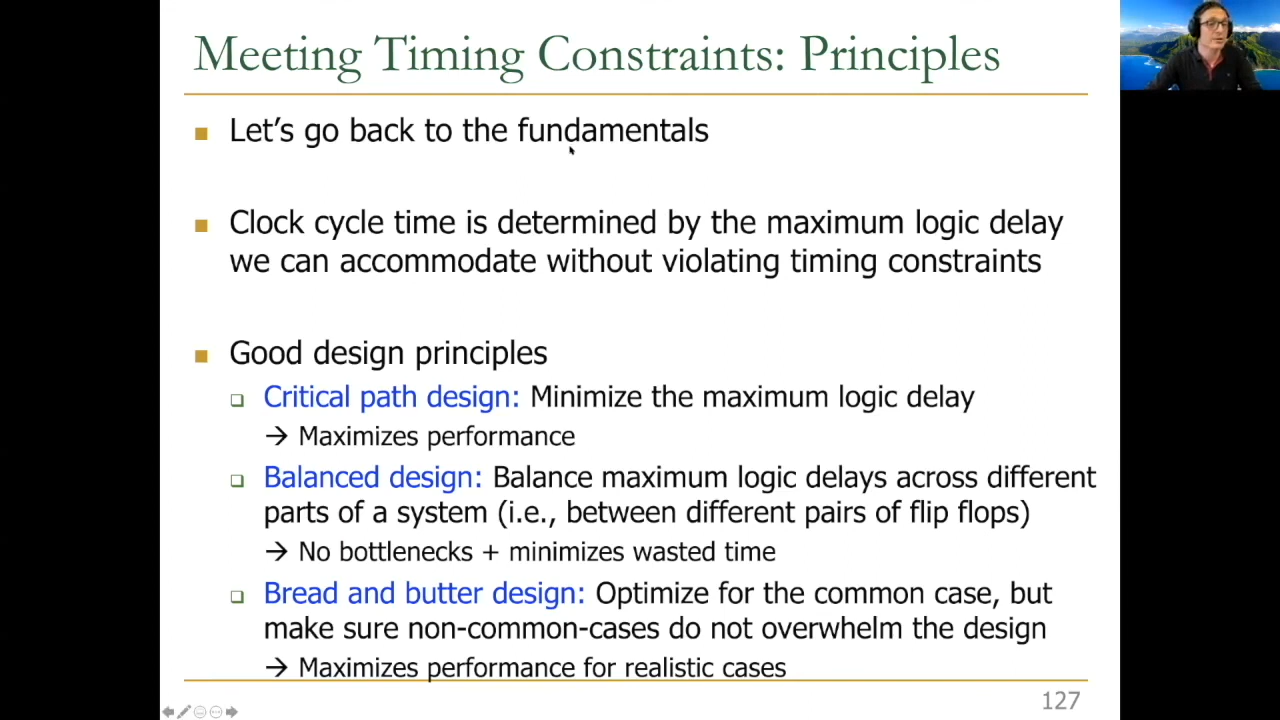 Meeting Timing Constraints: Principles
Let’s go back to the fundamentals
Clock cycle time is determined by the maximum logic delay
we can accommodate without violating timing constraints
Good design principles
Critical path design: Minimize the maximum logic delay
→ Maximizes performance
Balanced design: Balance maximum logic delays across different
parts of a system (i.e., between different pairs of flip flops)
→ No bottlenecks + minimizes wasted time
Bread and butter design: Optimize for the common case, but
make sure non-common-cases do not overwhelm the design
→ Maximizes performance for realistic cases
127